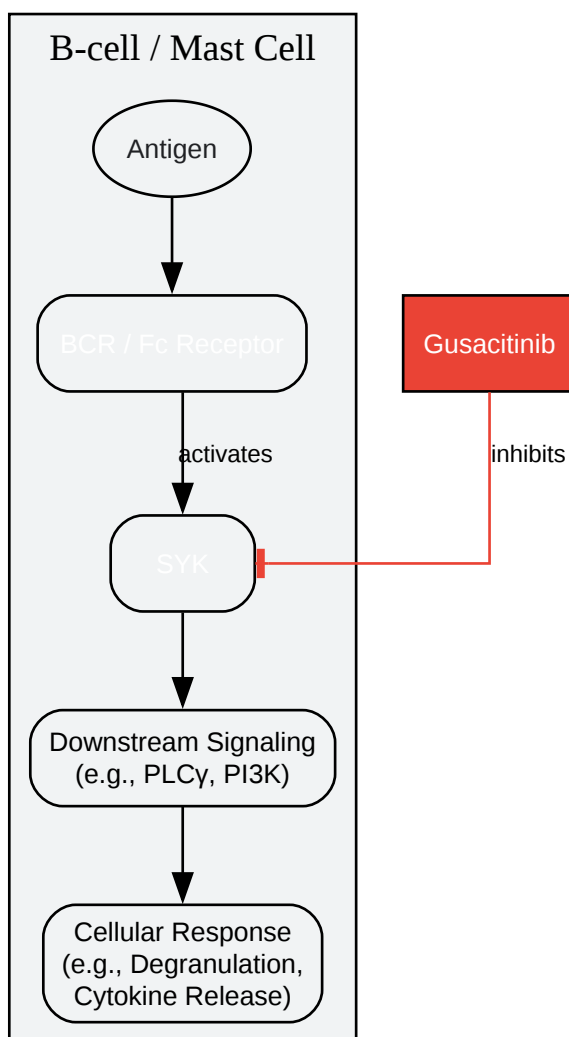 B-cell / Mast Cell
Antigen
BCR / Fc Receptor
Gusacitinib
activates
inhibits
SYK
Downstream Signaling
(e.g., PLCγ, PI3K)
Cellular Response
(e.g., Degranulation,
Cytokine Release)